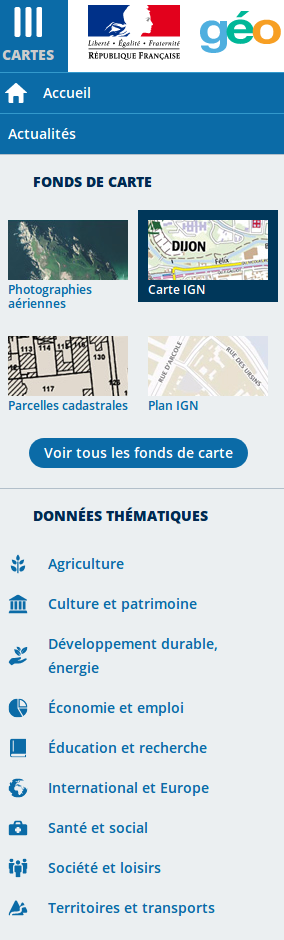 CARTES
Liberté • Égalité • Fraternité
RÉPUBLIQUE FRANÇAISE
géo
Accueil
Actualités
FONDS DE CARTE
Photographies
aériennes
DIJON
Félix
Carte IGN
113
114
130
117
Parcelles cadastrales
RUE D'ARCOLE
RUE DES URSINS
Plan IGN
Voir tous les fonds de carte
DONNÉES THÉMATIQUES
Agriculture
Culture et patrimoine
Développement durable,
énergie
Économie et emploi
Éducation et recherche
International et Europe
Santé et social
Société et loisirs
Territoires et transports